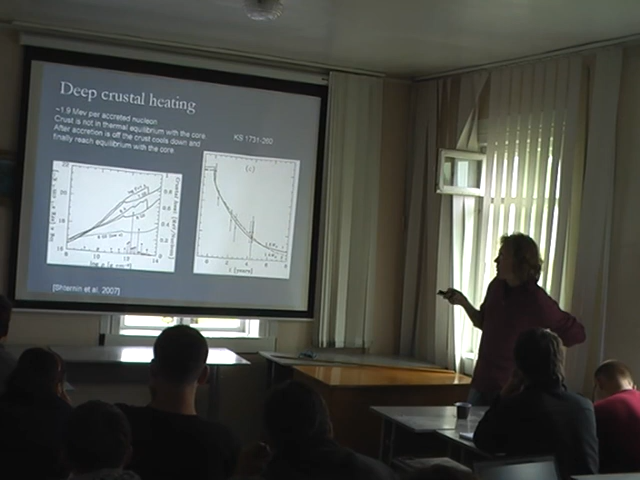 Deep crustal heating
~1.9 Mev per accreted nucleon
Crust is not in thermal equilibrium with the core.
After accretion is off the crust cools down and
finally reach equilibrium with the core
KS 1731-260
(c)
t (years)
[Shternin et al. 2007]